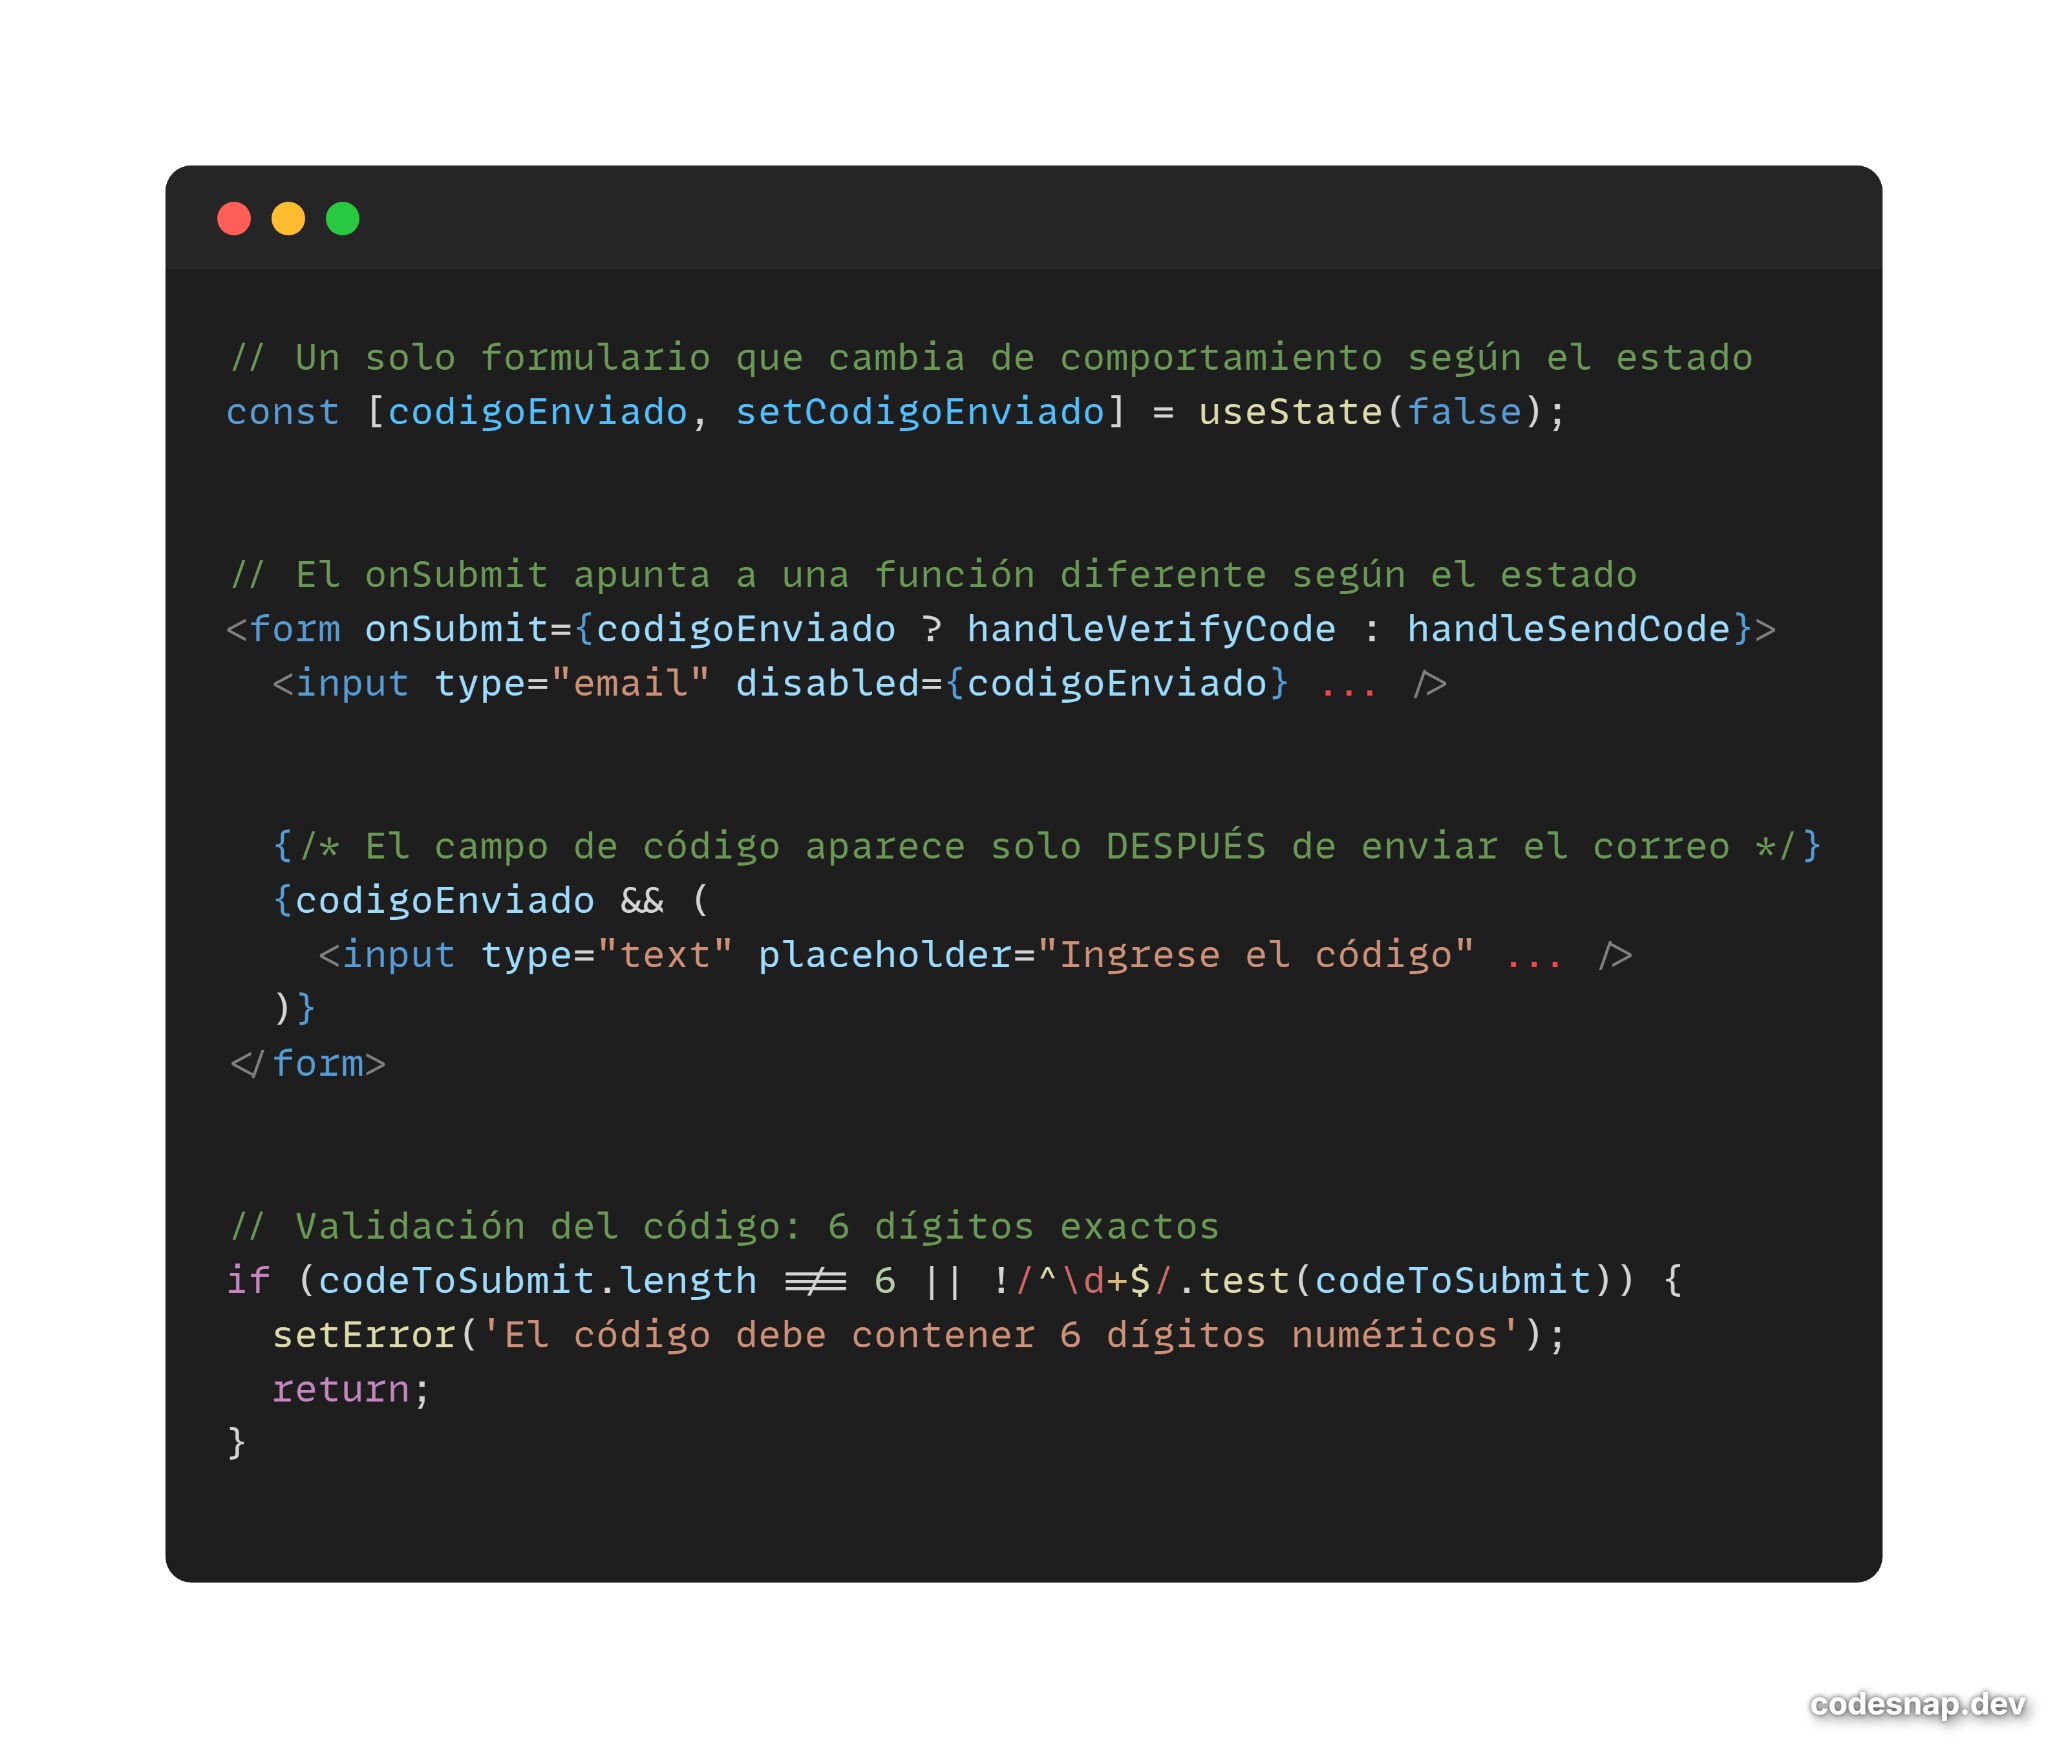 // Un solo formulario que cambia de comportamiento según el estado
const [codigoEnviado, setCodigoEnviado] = useState(false);
// El onSubmit apunta a una función diferente según el estado
<form onSubmit={codigoEnviado ? handleVerifyCode : handleSendCode}>
  <input type="email" disabled={codigoEnviado} ... />
  {/* El campo de código aparece solo DESPUÉS de enviar el correo */}
  {codigoEnviado && (
    <input type="text" placeholder="Ingrese el código" ... />
  )}
</form>
// Validación del código: 6 dígitos exactos
if (codeToSubmit.length !== 6 || !/^\d+$/.test(codeToSubmit)) {
  setError('El código debe contener 6 dígitos numéricos');
  return;
}
codesnap.dev